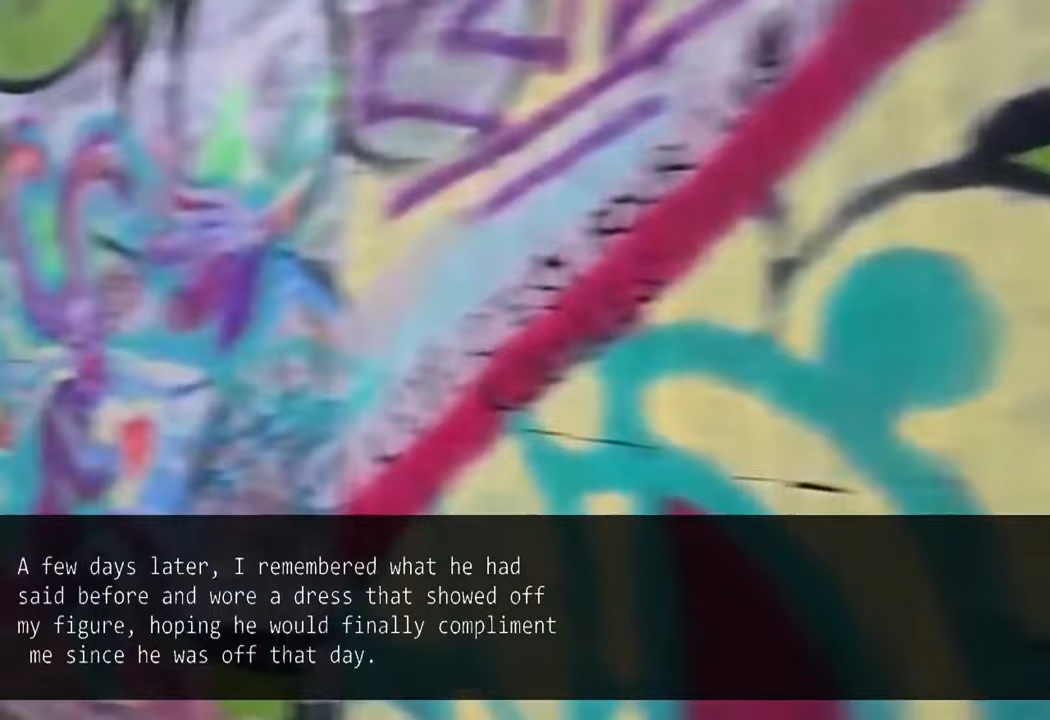 A few days later, I remembered what he had
said before and wore a dress that showed off
my figure, hoping he would finally compliment
me since he was off that day.